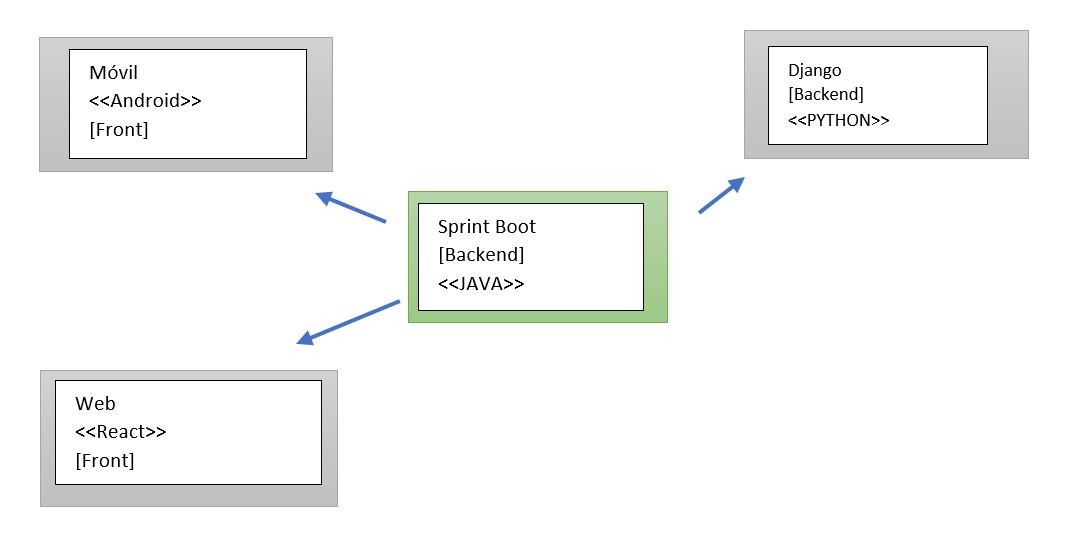 Móvil
<<Android>>
[Front]
Django
[Backend]
<<PYTHON>>
Sprint Boot
[Backend]
<<JAVA>>
Web
<<React>>
[Front]